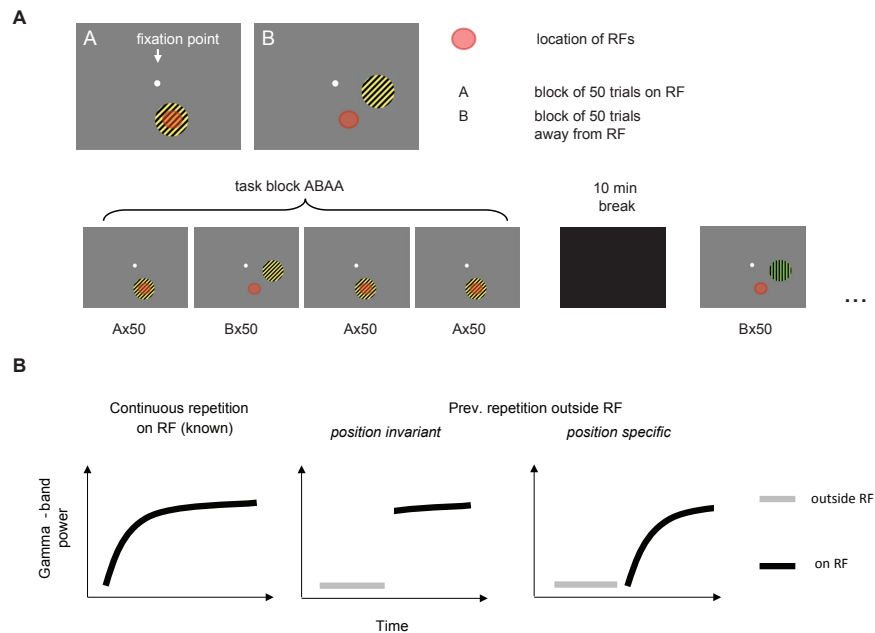 A
A
fixation point
B
location of RFs
A
block of 50 trials on RF
B
block of 50 trials
away from RF
task block ABAA
10 min
break
Ax50
Bx50
Ax50
Ax50
Bx50
...
B
Continuous repetition
on RF (known)
Prev. repetition outside RF
position invariant
position specific
Gamma -band
power
outside RF
on RF
Time